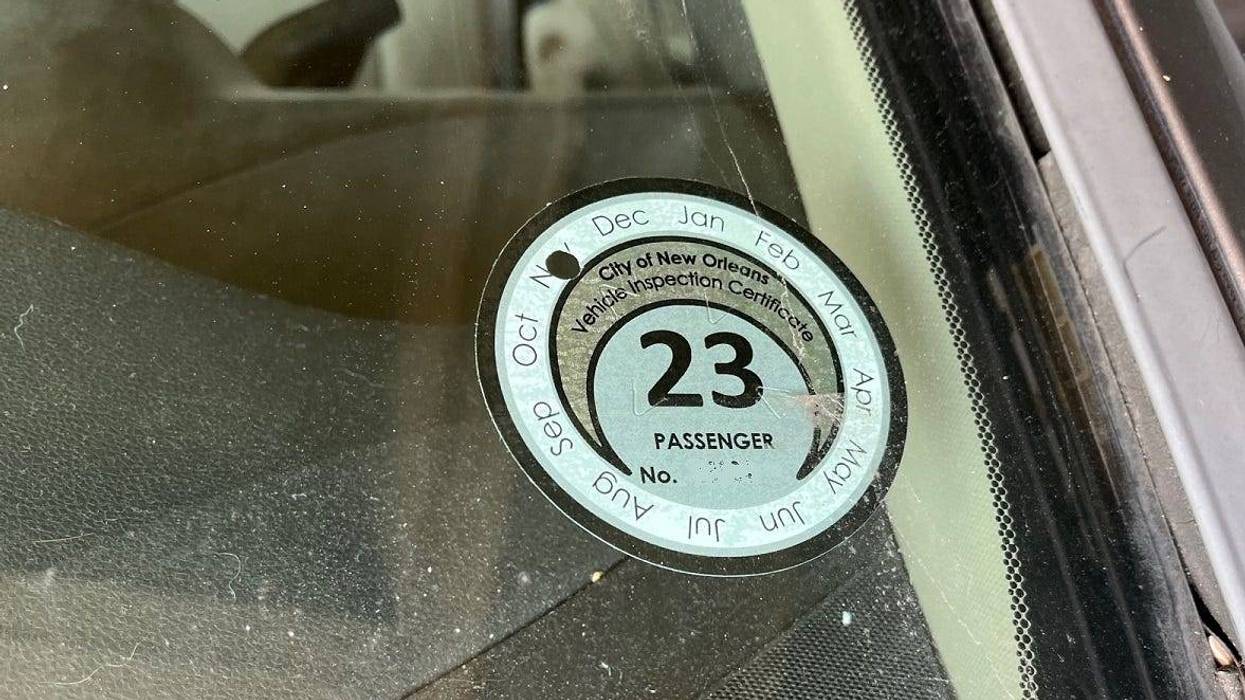 City of New Orleans
Vehicle Inspection Certificate
23
PASSENGER
No.
Jan
Feb
Mar
Apr
May
Jun
Jul
Aug
Sep
Oct
Nov
Dec